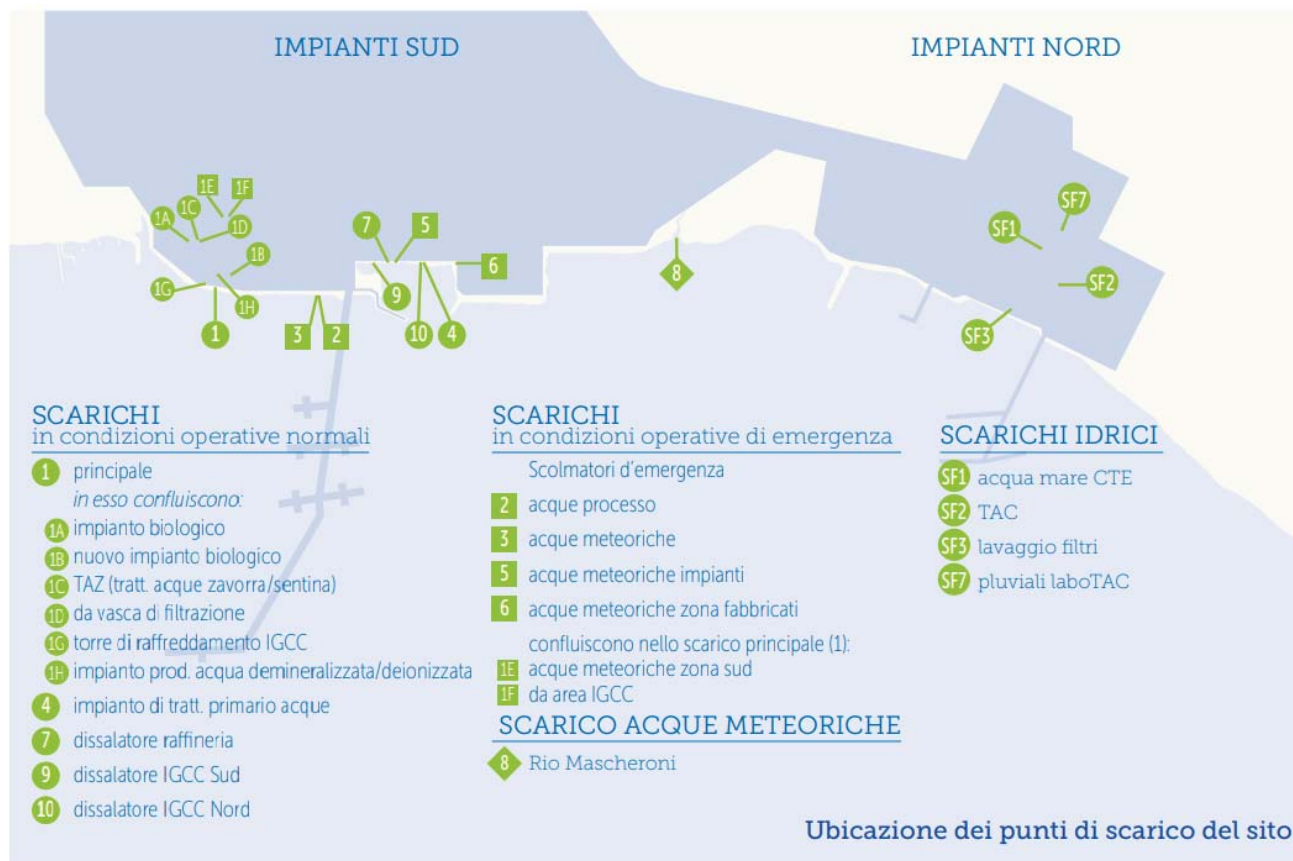 IMPIANTI SUD
IMPIANTI NORD
1E
1F
1C
1A
1D
1B
1G
1H
1
3
2
7
5
9
6
10
4
8
SF7
SF1
SF2
SF3
SCARICHI
in condizioni operative normali
1 principale
in esso confluiscono:
1A impianto biologico
1B nuovo impianto biologico
1C TAZ (tratt. acque zavorra/sentina)
1D da vasca di filtrazione
1G torre di raffreddamento IGCC
1H impianto prod. acqua demineralizzata/deionizzata
4 impianto di tratt. primario acque
7 dissalatore raffineria
9 dissalatore IGCC Sud
10 dissalatore IGCC Nord
SCARICHI
in condizioni operative di emergenza
Scolmatori d'emergenza
2 acque processo
3 acque meteoriche
5 acque meteoriche impianti
6 acque meteoriche zona fabbricati
confluiscono nello scarico principale (1):
1E acque meteoriche zona sud
1F da area IGCC
SCARICO ACQUE METEORICHE
8 Rio Mascheroni
SCARICHI IDRICI
SF1 acqua mare CTE
SF2 TAC
SF3 lavaggio filtri
SF7 pluviali laboTAC
Ubicazione dei punti di scarico del sito